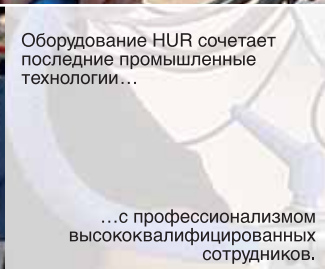 Оборудование HUR сочетает
последние промышленные
технологии…
…с профессионализмом
высококвалифицированных
сотрудников.